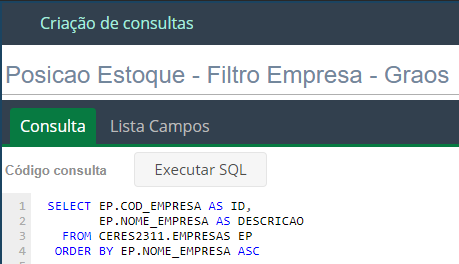 Criação de consultas
Posicao Estoque - Filtro Empresa - Graos
Consulta Lista Campos
Código consulta Executar SQL
1 SELECT EP.COD_EMPRESA AS ID,
2 EP.NOME_EMPRESA AS DESCRICAO
3 FROM CERES2311.EMPRESAS EP
4 ORDER BY EP.NOME_EMPRESA ASC